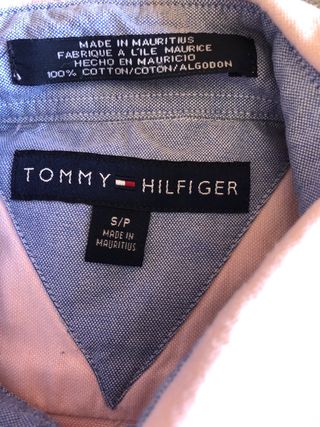 MADE IN MAURITIUS
FABRIQUE A L'ILE MAURICE
HECHO EN MAURICIO
100% COTTON/COTON/ALGODON
TOMMY HILFIGER
S/P
MADE IN
MAURITIUS